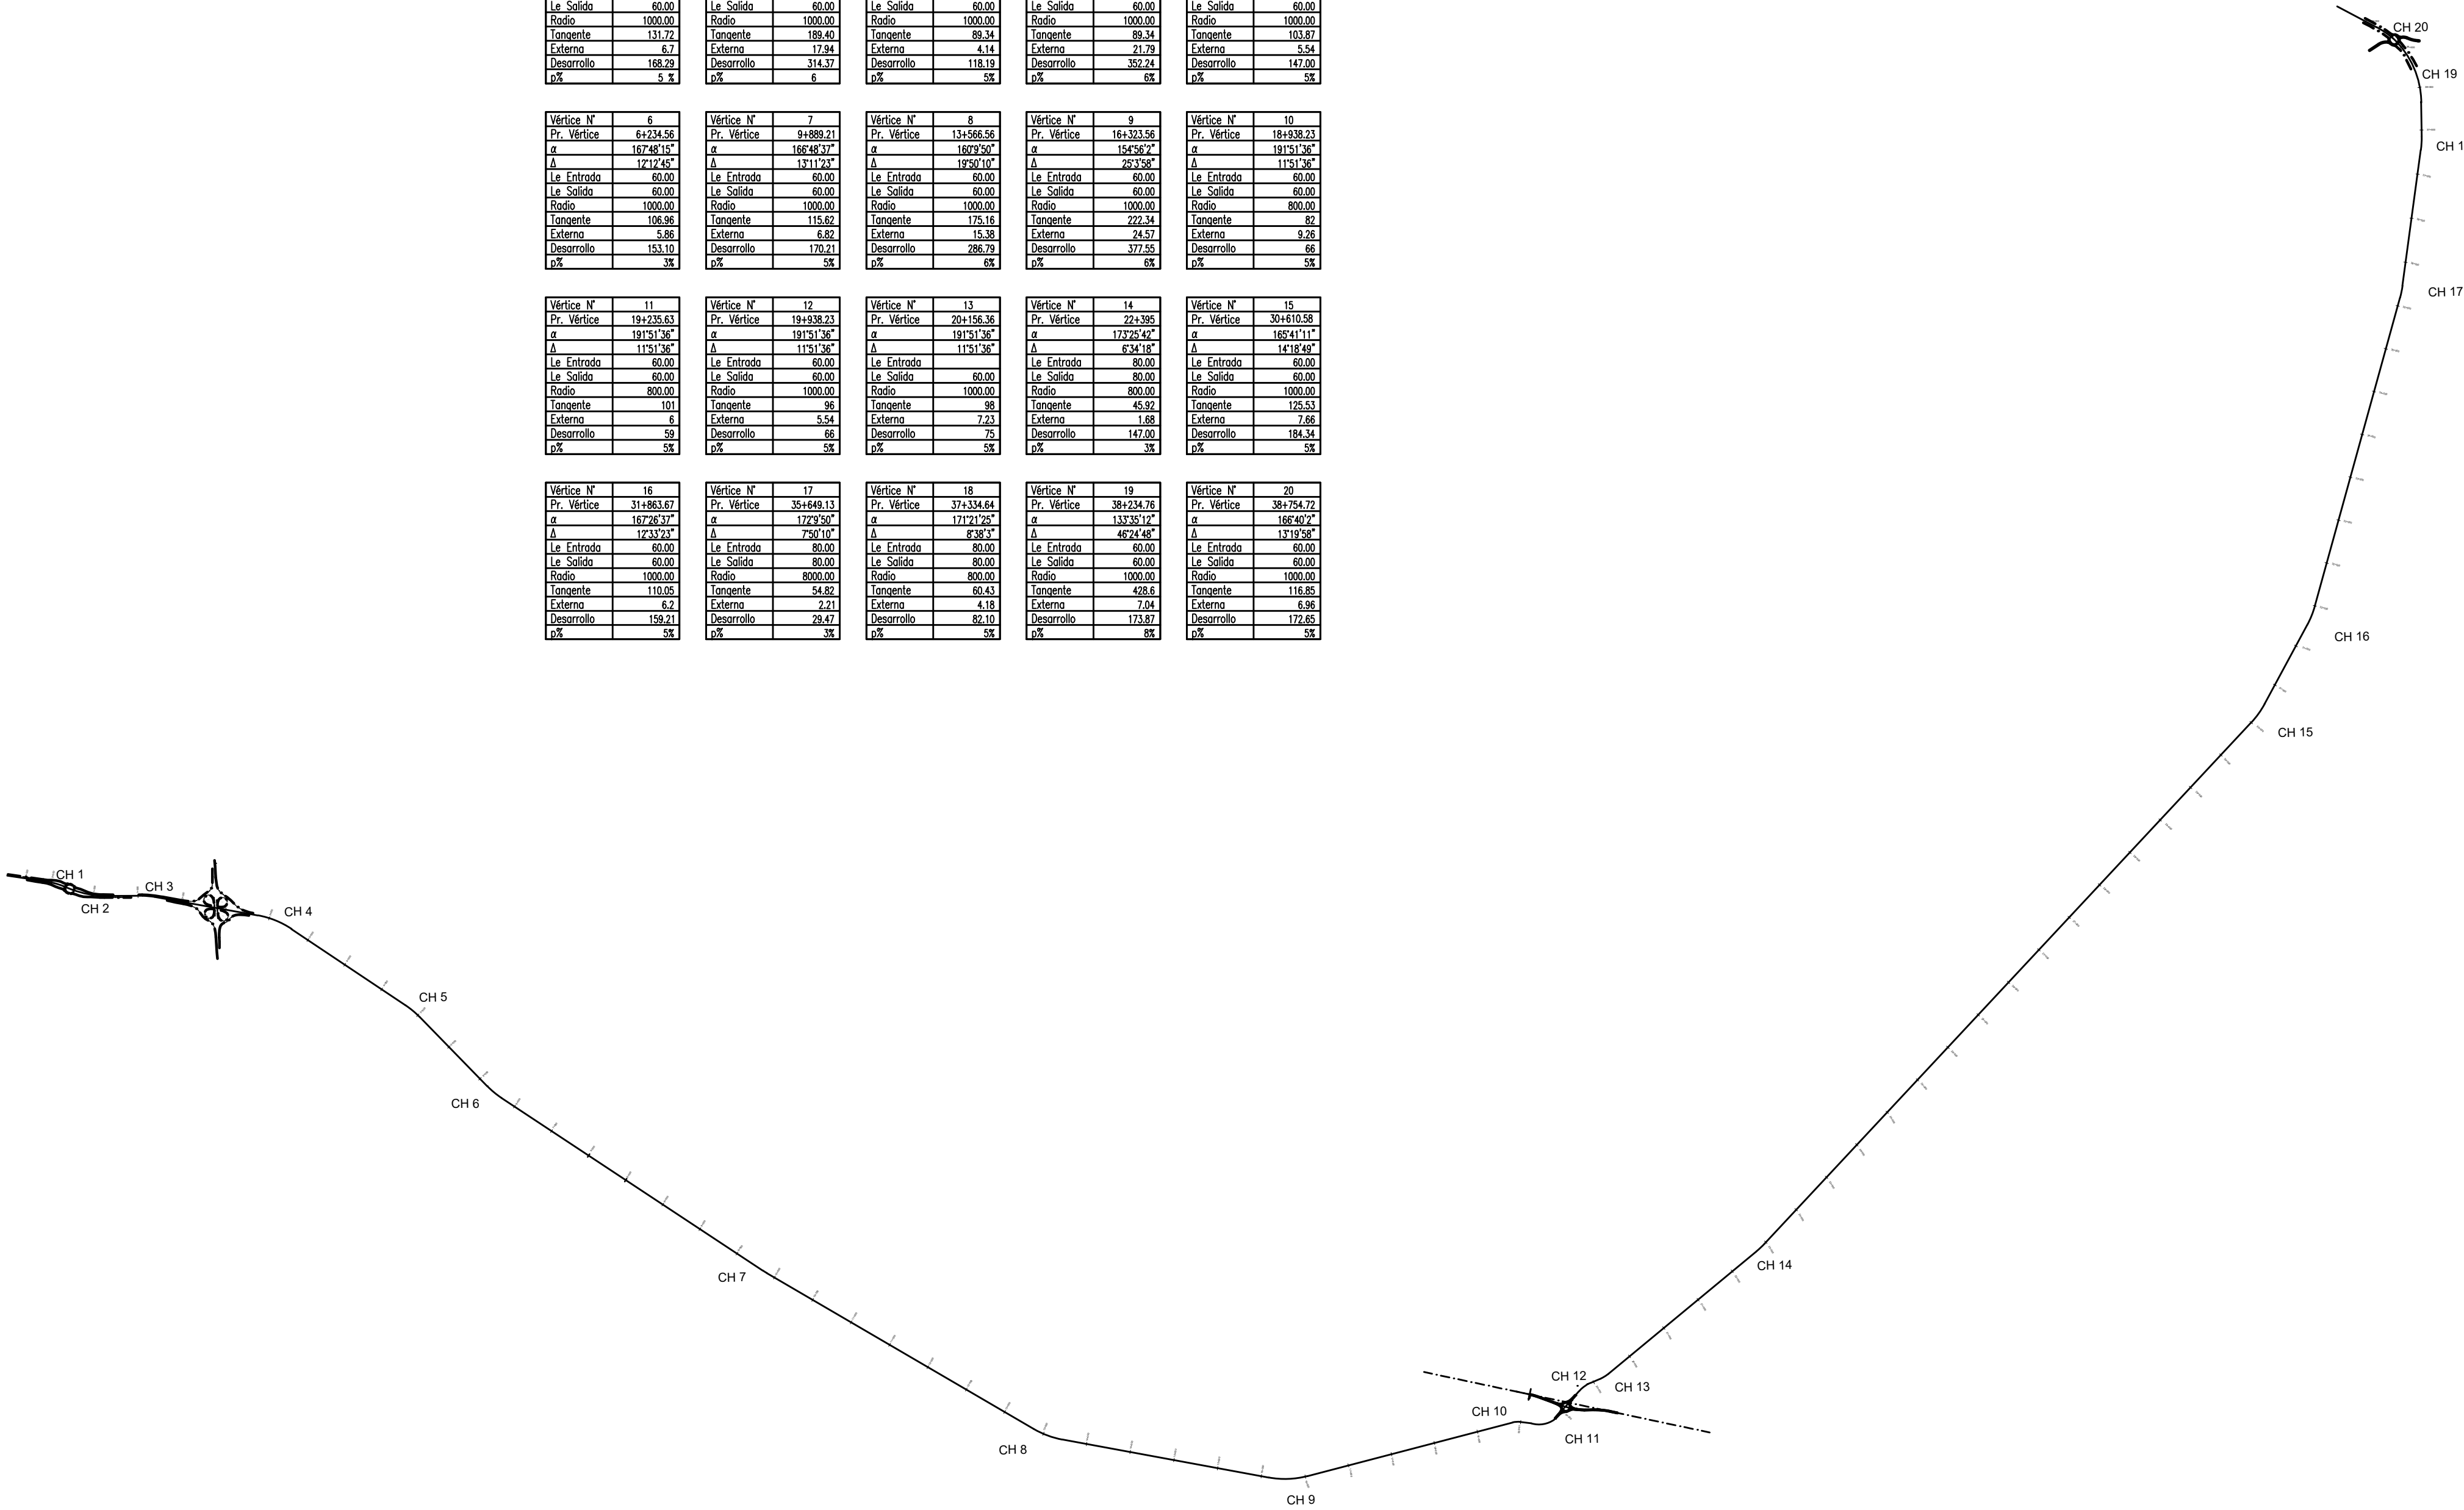 Le Salida 60.00 Le Salida 60.00 Le Salida 60.00 Le Salida 60.00 Le Salida 60.00
Radio 1000.00 Radio 1000.00 Radio 1000.00 Radio 1000.00 Radio 1000.00
Tangente 131.72 Tangente 189.40 Tangente 89.34 Tangente 89.34 Tangente 103.87
Externa 6.7 Externa 17.94 Externa 4.14 Externa 21.79 Externa 5.54
Desarrollo 168.29 Desarrollo 314.37 Desarrollo 118.19 Desarrollo 352.24 Desarrollo 147.00
p% 5 % p% 6 p% 5% p% 6% p% 5%
Vértice N° 6 Vértice N° 7 Vértice N° 8 Vértice N° 9 Vértice N° 10
Pr. Vértice 6+234.56 Pr. Vértice 9+889.21 Pr. Vértice 13+566.56 Pr. Vértice 16+323.56 Pr. Vértice 18+938.23
α 167°48'15" α 166°48'37" α 160°9'50" α 154°56'2" α 191°51'36"
Δ 12°12'45" Δ 13°11'23" Δ 19°50'10" Δ 25°3'58" Δ 11°51'36"
Le Entrada 60.00 Le Entrada 60.00 Le Entrada 60.00 Le Entrada 60.00 Le Entrada 60.00
Le Salida 60.00 Le Salida 60.00 Le Salida 60.00 Le Salida 60.00 Le Salida 60.00
Radio 1000.00 Radio 1000.00 Radio 1000.00 Radio 1000.00 Radio 800.00
Tangente 106.96 Tangente 115.62 Tangente 175.16 Tangente 222.34 Tangente 82
Externa 5.86 Externa 6.82 Externa 15.38 Externa 24.57 Externa 9.26
Desarrollo 153.10 Desarrollo 170.21 Desarrollo 286.79 Desarrollo 377.55 Desarrollo 66
p% 3% p% 5% p% 6% p% 6% p% 5%
Vértice N° 11 Vértice N° 12 Vértice N° 13 Vértice N° 14 Vértice N° 15
Pr. Vértice 19+235.63 Pr. Vértice 19+938.23 Pr. Vértice 20+156.36 Pr. Vértice 22+395 Pr. Vértice 30+610.58
α 191°51'36" α 191°51'36" α 191°51'36" α 173°25'42" α 165°41'11"
Δ 11°51'36" Δ 11°51'36" Δ 11°51'36" Δ 6°34'18" Δ 14°18'49"
Le Entrada 60.00 Le Entrada 60.00 Le Entrada Le Entrada 80.00 Le Entrada 60.00
Le Salida 60.00 Le Salida 60.00 Le Salida 60.00 Le Salida 80.00 Le Salida 60.00
Radio 800.00 Radio 1000.00 Radio 1000.00 Radio 800.00 Radio 1000.00
Tangente 101 Tangente 96 Tangente 98 Tangente 45.92 Tangente 125.53
Externa 6 Externa 5.54 Externa 7.23 Externa 1.68 Externa 7.66
Desarrollo 59 Desarrollo 66 Desarrollo 75 Desarrollo 147.00 Desarrollo 184.34
p% 5% p% 5% p% 5% p% 3% p% 5%
Vértice N° 16 Vértice N° 17 Vértice N° 18 Vértice N° 19 Vértice N° 20
Pr. Vértice 31+863.67 Pr. Vértice 35+649.13 Pr. Vértice 37+334.64 Pr. Vértice 38+234.76 Pr. Vértice 38+754.72
α 167°26'37" α 172°9'50" α 171°21'25" α 133°35'12" α 166°40'2"
Δ 12°33'23" Δ 7°50'10" Δ 8°38'3" Δ 46°24'48" Δ 13°19'58"
Le Entrada 60.00 Le Entrada 80.00 Le Entrada 80.00 Le Entrada 60.00 Le Entrada 60.00
Le Salida 60.00 Le Salida 80.00 Le Salida 80.00 Le Salida 60.00 Le Salida 60.00
Radio 1000.00 Radio 8000.00 Radio 800.00 Radio 1000.00 Radio 1000.00
Tangente 110.05 Tangente 54.82 Tangente 60.43 Tangente 428.6 Tangente 116.85
Externa 6.2 Externa 2.21 Externa 4.18 Externa 7.04 Externa 6.96
Desarrollo 159.21 Desarrollo 29.47 Desarrollo 82.10 Desarrollo 173.87 Desarrollo 172.65
p% 5% p% 3% p% 5% p% 8% p% 5%
CH 20
CH 19
CH 1
CH 17
CH 16
CH 15
CH 1
CH 3
CH 2
CH 4
CH 5
CH 6
CH 7
CH 14
CH 12
CH 13
CH 10
CH 11
CH 8
CH 9